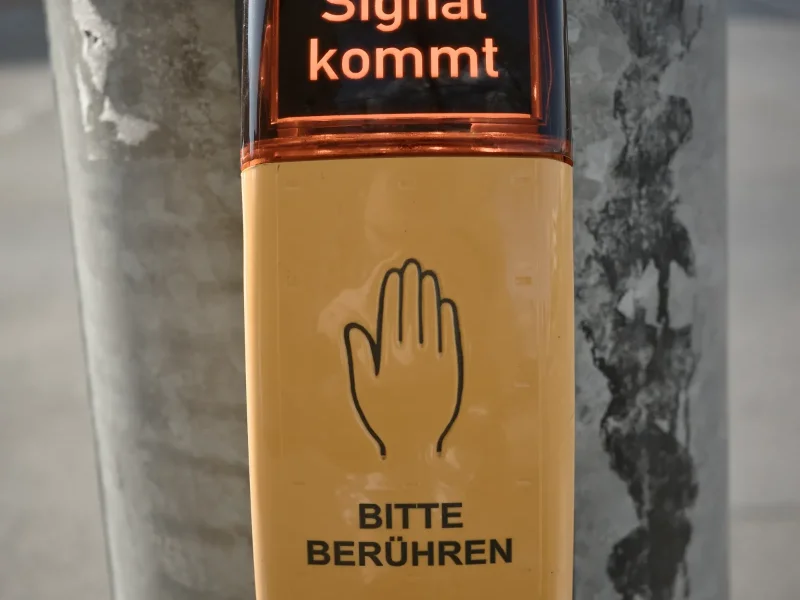 Signal
kommt
BITTE
BERÜHREN